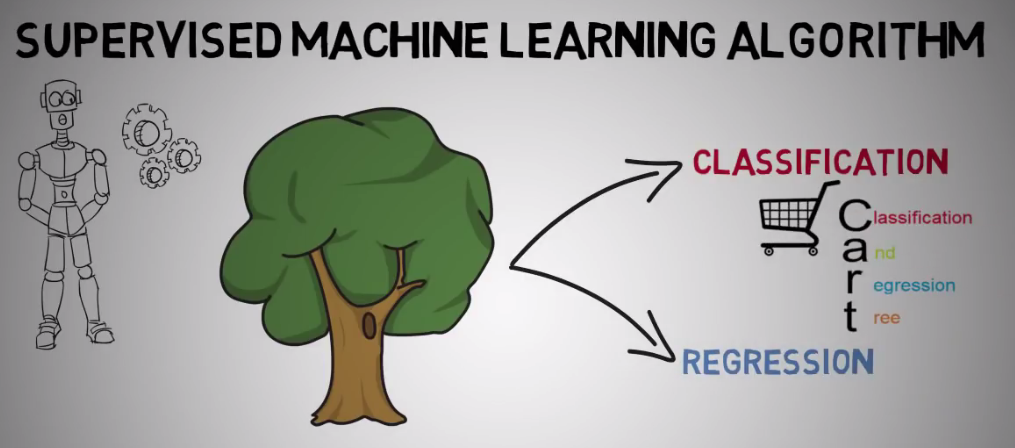 SUPERVISED MACHINE LEARNING ALGORITHM
CLASSIFICATION
Classification
and
regression
tree
REGRESSION